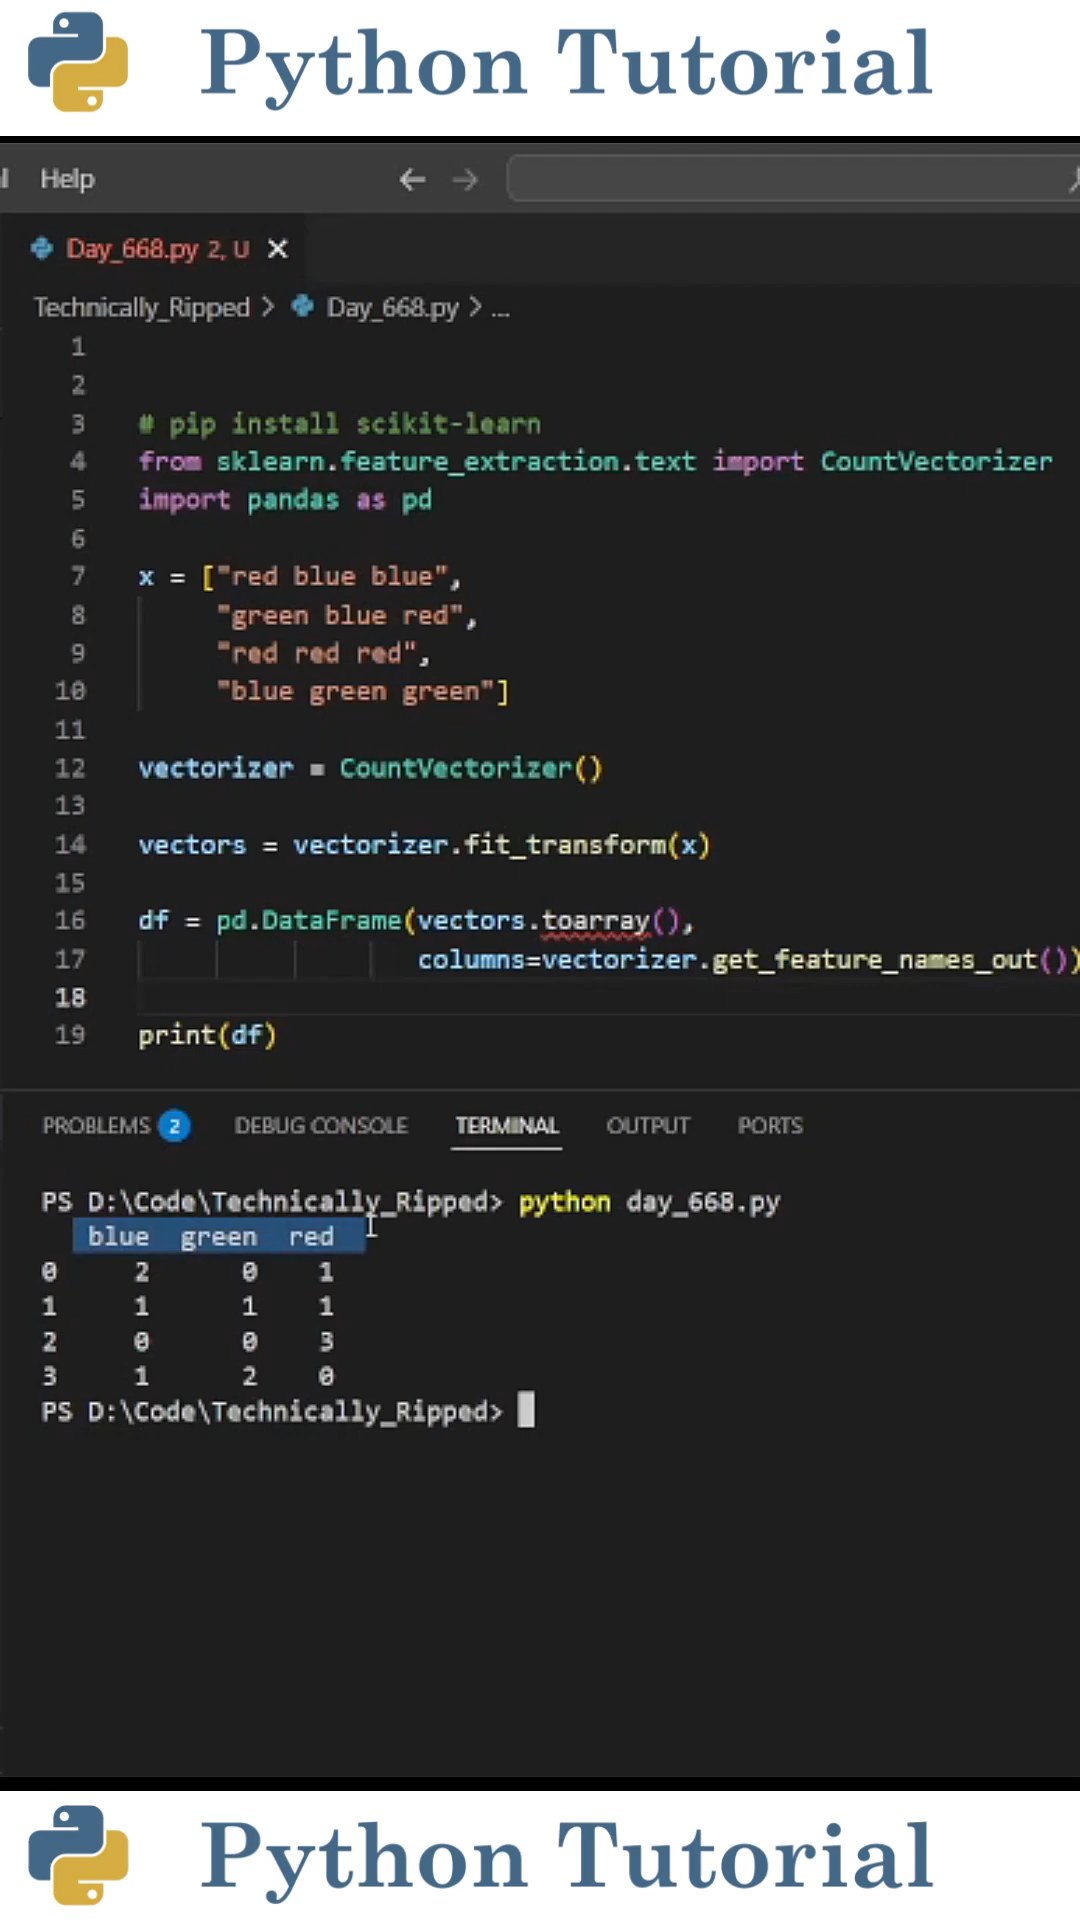 Python Tutorial
Help
Day_668.py 2, U
Technically_Ripped > Day_668.py > ...
1
2
3 # pip install scikit-learn
4 from sklearn.feature_extraction.text import CountVectorizer
5 import pandas as pd
6
7 x = ["red blue blue",
8 "green blue red",
9 "red red red",
10 "blue green green"]
11
12 vectorizer = CountVectorizer()
13
14 vectors = vectorizer.fit_transform(x)
15
16 df = pd.DataFrame(vectors.toarray(),
17 columns=vectorizer.get_feature_names_out())
18
19 print(df)
PROBLEMS 2 DEBUG CONSOLE TERMINAL OUTPUT PORTS
PS D:\Code\Technically_Ripped> python day_668.py
blue green red
0 2 0 1
1 1 1 1
2 0 0 3
3 1 2 0
PS D:\Code\Technically_Ripped>
Python Tutorial